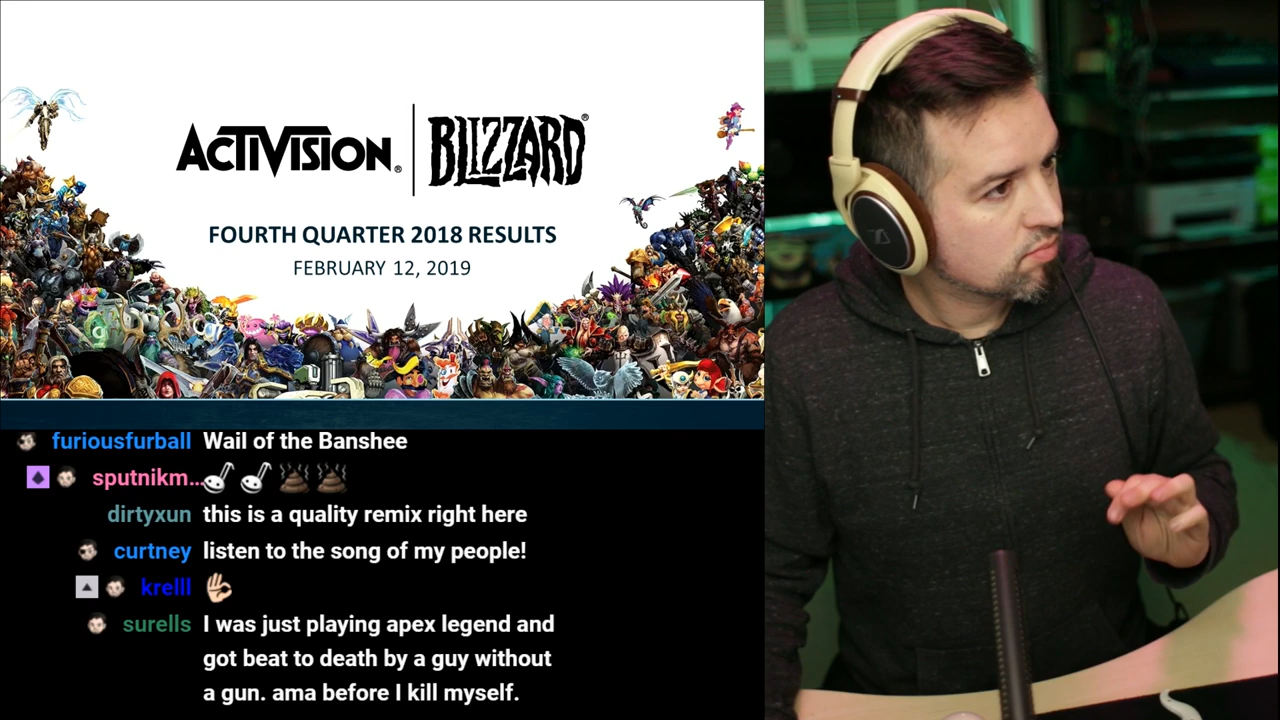 ACTIVISION® BLIZZARD®
FOURTH QUARTER 2018 RESULTS
FEBRUARY 12, 2019
furiousfurball Wail of the Banshee
sputnikm...
dirtyxun this is a quality remix right here
curtney listen to the song of my people!
krelll
surells I was just playing apex legend and
got beat to death by a guy without
a gun. ama before I kill myself.